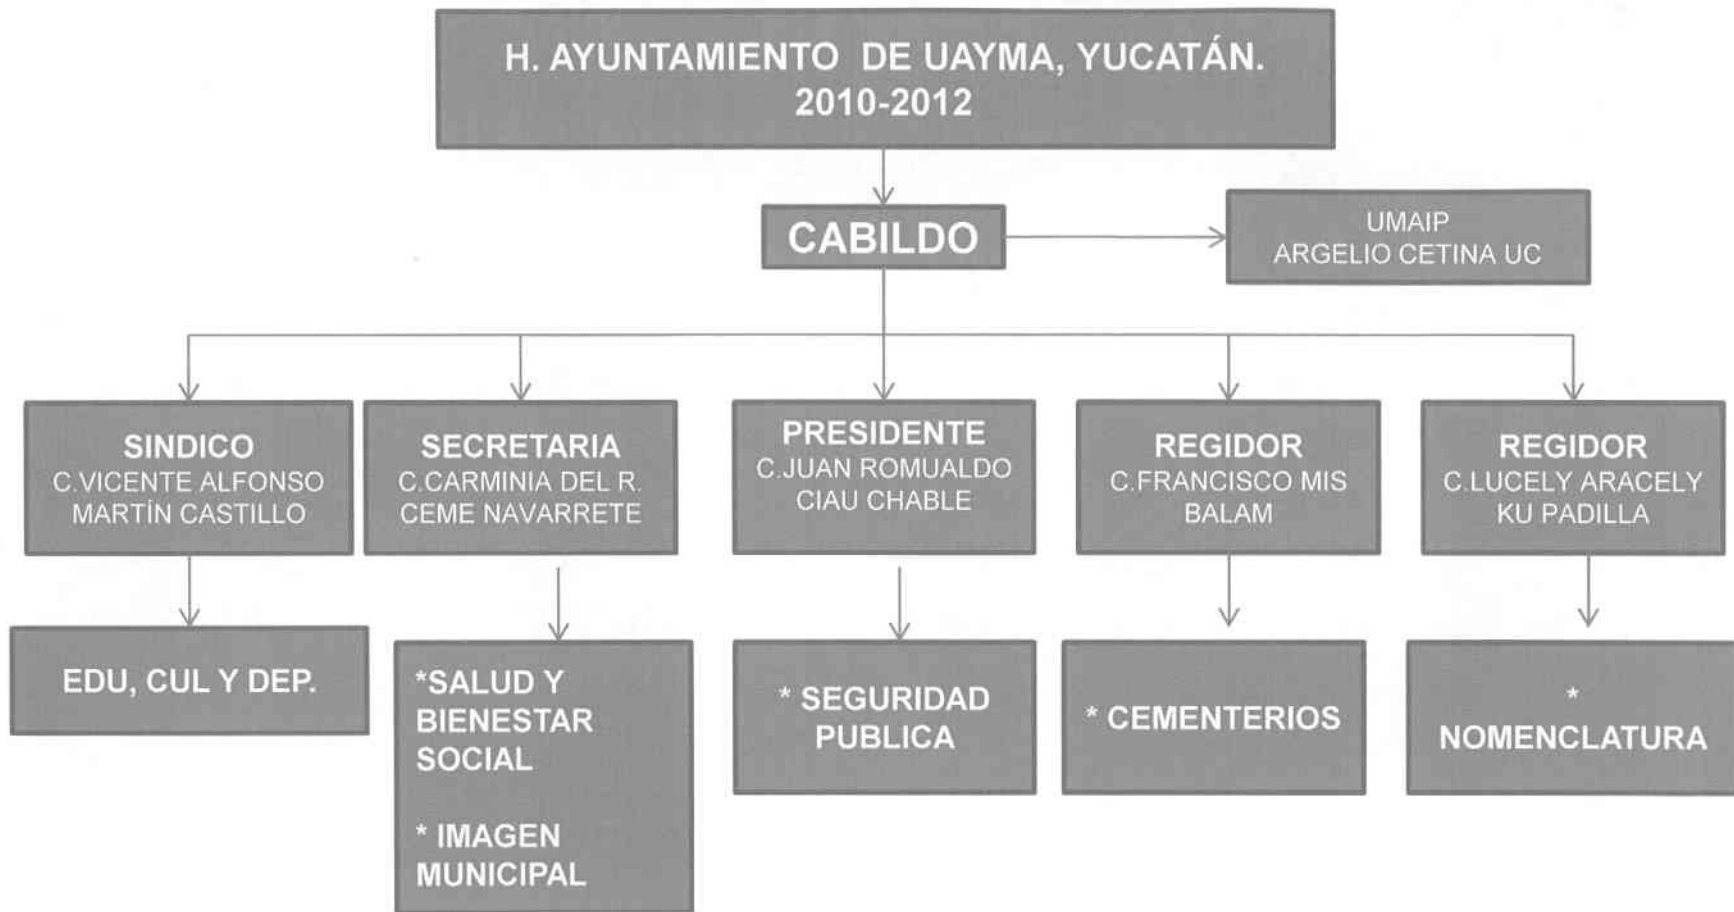 H. AYUNTAMIENTO DE UAYMA, YUCATÁN.
2010-2012
CABILDO
UMAIP
ARGELIO CETINA UC
SINDICO
C.VICENTE ALFONSO
MARTÍN CASTILLO
SECRETARIA
C.CARMINIA DEL R.
CEME NAVARRETE
PRESIDENTE
C.JUAN ROMUALDO
CIAU CHABLE
REGIDOR
C.FRANCISCO MIS
BALAM
REGIDOR
C.LUCELY ARACELY
KU PADILLA
EDU, CUL Y DEP.
*SALUD Y
BIENESTAR
SOCIAL
* IMAGEN
MUNICIPAL
* SEGURIDAD
PUBLICA
* CEMENTERIOS
*
NOMENCLATURA